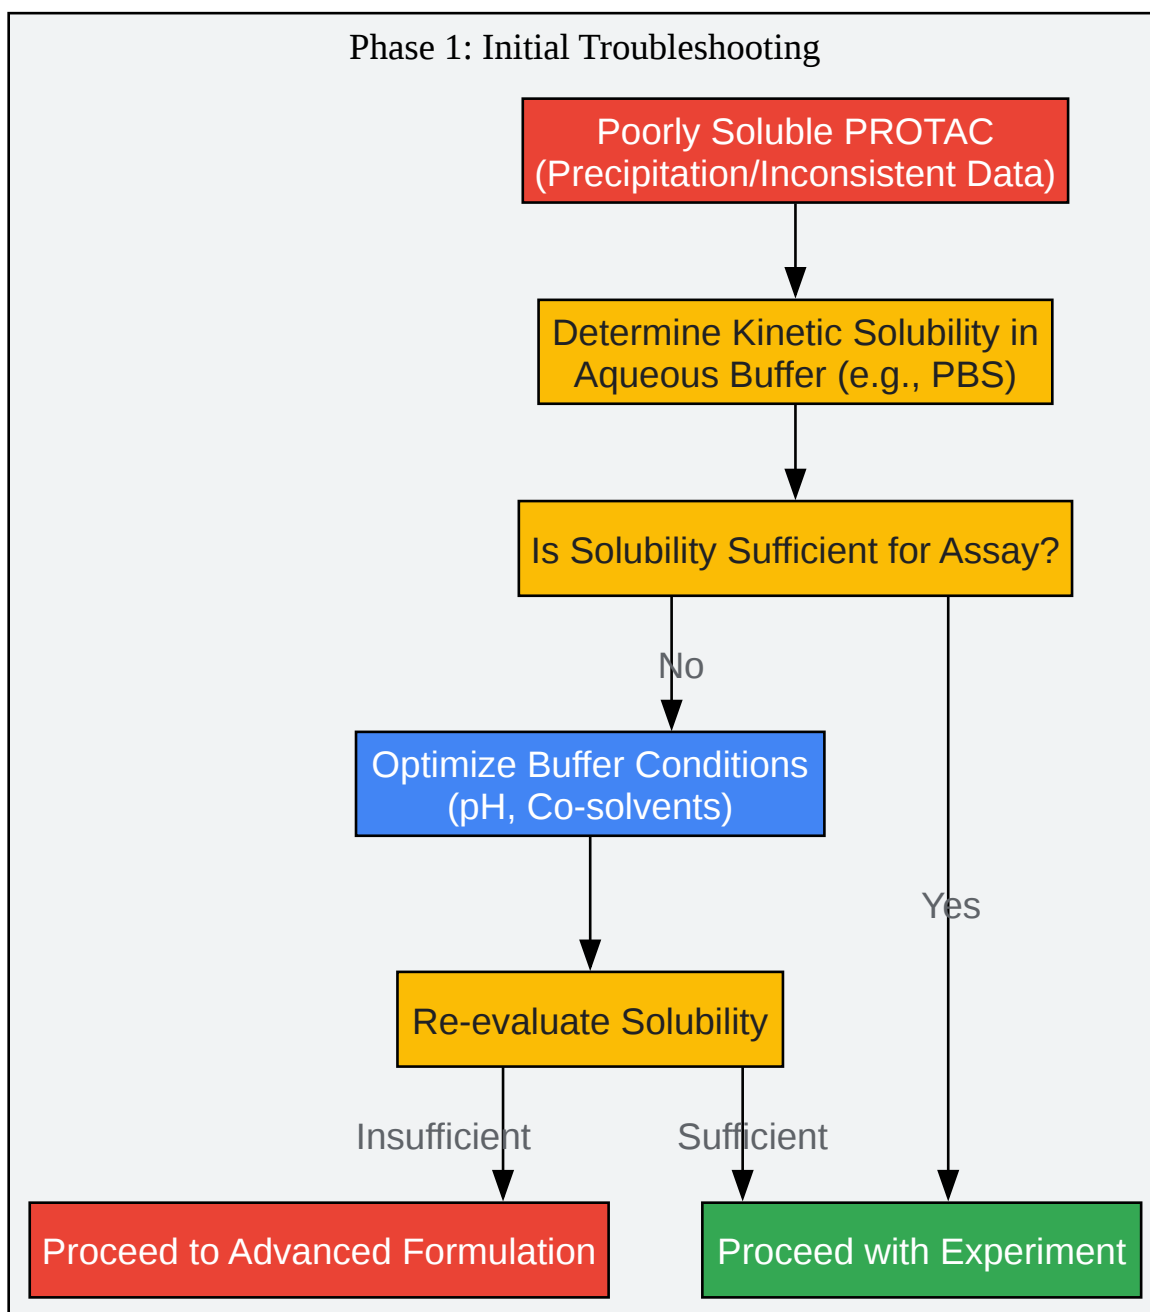 Phase 1: Initial Troubleshooting
Poorly Soluble PROTAC
(Precipitation/Inconsistent Data)
Determine Kinetic Solubility in
Aqueous Buffer (e.g., PBS)
Is Solubility Sufficient for Assay?
No
Optimize Buffer Conditions
(pH, Co-solvents)
Yes
Re-evaluate Solubility
Insufficient
Sufficient
Proceed to Advanced Formulation
Proceed with Experiment